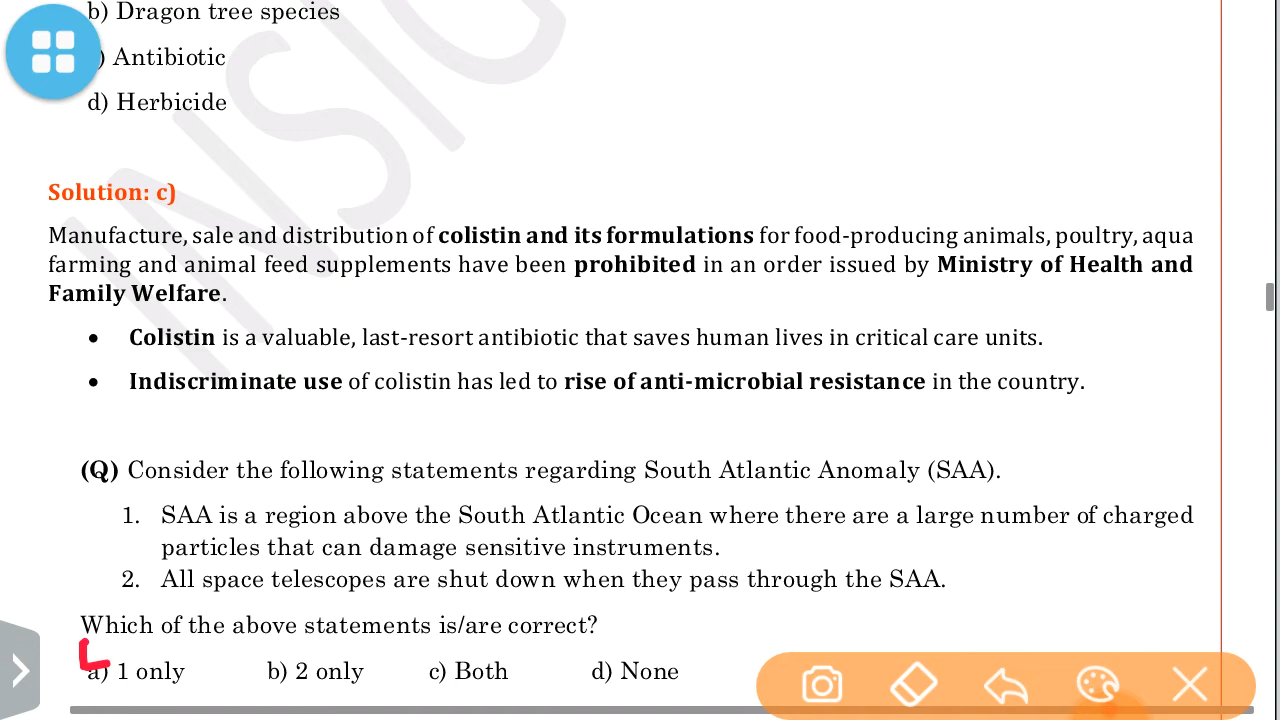 b) Dragon tree species
) Antibiotic
d) Herbicide
INSIG
Solution: c)
Manufacture, sale and distribution of colistin and its formulations for food-producing animals, poultry, aqua
farming and animal feed supplements have been prohibited in an order issued by Ministry of Health and
Family Welfare.
• Colistin is a valuable, last-resort antibiotic that saves human lives in critical care units.
• Indiscriminate use of colistin has led to rise of anti-microbial resistance in the country.
(Q) Consider the following statements regarding South Atlantic Anomaly (SAA).
1. SAA is a region above the South Atlantic Ocean where there are a large number of charged
particles that can damage sensitive instruments.
2. All space telescopes are shut down when they pass through the SAA.
Which of the above statements is/are correct?
a) 1 only b) 2 only c) Both d) None